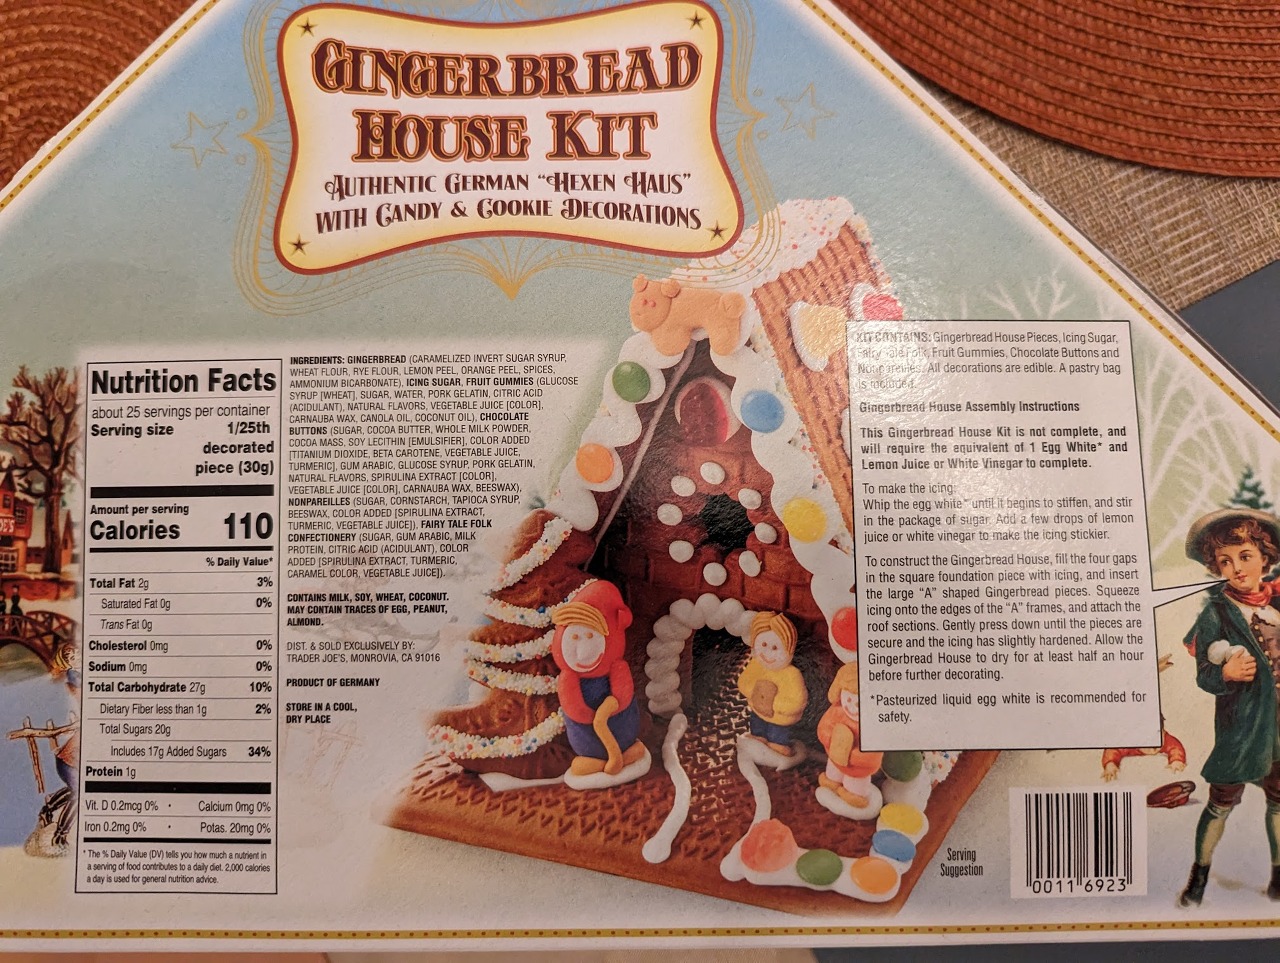 GINGERBREAD
HOUSE KIT
AUTHENTIC GERMAN "HEXEN HAUS"
WITH CANDY & COOKIE DECORATIONS
Nutrition Facts
about 25 servings per container
Serving size 1/25th
decorated
piece (30g)
Amount per serving
Calories 110
% Daily Value*
Total Fat 2g 3%
Saturated Fat 0g 0%
Trans Fat 0g
Cholesterol 0mg 0%
Sodium 0mg 0%
Total Carbohydrate 27g 10%
Dietary Fiber less than 1g 2%
Total Sugars 20g
Includes 17g Added Sugars 34%
Protein 1g
Vit. D 0.2mcg 0% • Calcium 0mg 0%
Iron 0.2mg 0% • Potas. 20mg 0%
* The % Daily Value (DV) tells you how much a nutrient in
a serving of food contributes to a daily diet. 2,000 calories
a day is used for general nutrition advice.
INGREDIENTS: GINGERBREAD (CARAMELIZED INVERT SUGAR SYRUP,
WHEAT FLOUR, RYE FLOUR, LEMON PEEL, ORANGE PEEL, SPICES,
AMMONIUM BICARBONATE), ICING SUGAR, FRUIT GUMMIES (GLUCOSE
SYRUP [WHEAT], SUGAR, WATER, PORK GELATIN, CITRIC ACID
(ACIDULANT), NATURAL FLAVORS, VEGETABLE JUICE [COLOR],
CARNAUBA WAX, CANOLA OIL, COCONUT OIL), CHOCOLATE
BUTTONS (SUGAR, COCOA BUTTER, WHOLE MILK POWDER,
COCOA MASS, SOY LECITHIN [EMULSIFIER], COLOR ADDED
[TITANIUM DIOXIDE, BETA CAROTENE, VEGETABLE JUICE,
TURMERIC], GUM ARABIC, GLUCOSE SYRUP, PORK GELATIN,
NATURAL FLAVORS, SPIRULINA EXTRACT [COLOR],
VEGETABLE JUICE [COLOR], CARNAUBA WAX, BEESWAX),
NONPAREILLES (SUGAR, CORNSTARCH, TAPIOCA SYRUP,
BEESWAX, COLOR ADDED [SPIRULINA EXTRACT,
TURMERIC, VEGETABLE JUICE]), FAIRY TALE FOLK
CONFECTIONERY (SUGAR, GUM ARABIC, MILK
PROTEIN, CITRIC ACID (ACIDULANT), COLOR
ADDED [SPIRULINA EXTRACT, TURMERIC,
CARAMEL COLOR, VEGETABLE JUICE]).
CONTAINS MILK, SOY, WHEAT, COCONUT.
MAY CONTAIN TRACES OF EGG, PEANUT,
ALMOND.
DIST. & SOLD EXCLUSIVELY BY:
TRADER JOE'S, MONROVIA, CA 91016
PRODUCT OF GERMANY
STORE IN A COOL,
DRY PLACE
KIT CONTAINS: Gingerbread House Pieces, Icing Sugar,
Fairy Tale Folk, Fruit Gummies, Chocolate Buttons and
Nonpareilles. All decorations are edible. A pastry bag
is included.
Gingerbread House Assembly Instructions
This Gingerbread House Kit is not complete, and
will require the equivalent of 1 Egg White* and
Lemon Juice or White Vinegar to complete.
To make the icing:
Whip the egg white* until it begins to stiffen, and stir
in the package of sugar. Add a few drops of lemon
juice or white vinegar to make the icing stickier.
To construct the Gingerbread House, fill the four gaps
in the square foundation piece with icing, and insert
the large "A" shaped Gingerbread pieces. Squeeze
icing onto the edges of the "A" frames, and attach the
roof sections. Gently press down until the pieces are
secure and the icing has slightly hardened. Allow the
Gingerbread House to dry for at least half an hour
before further decorating.
*Pasteurized liquid egg white is recommended for
safety.
Serving
Suggestion
0011 6923